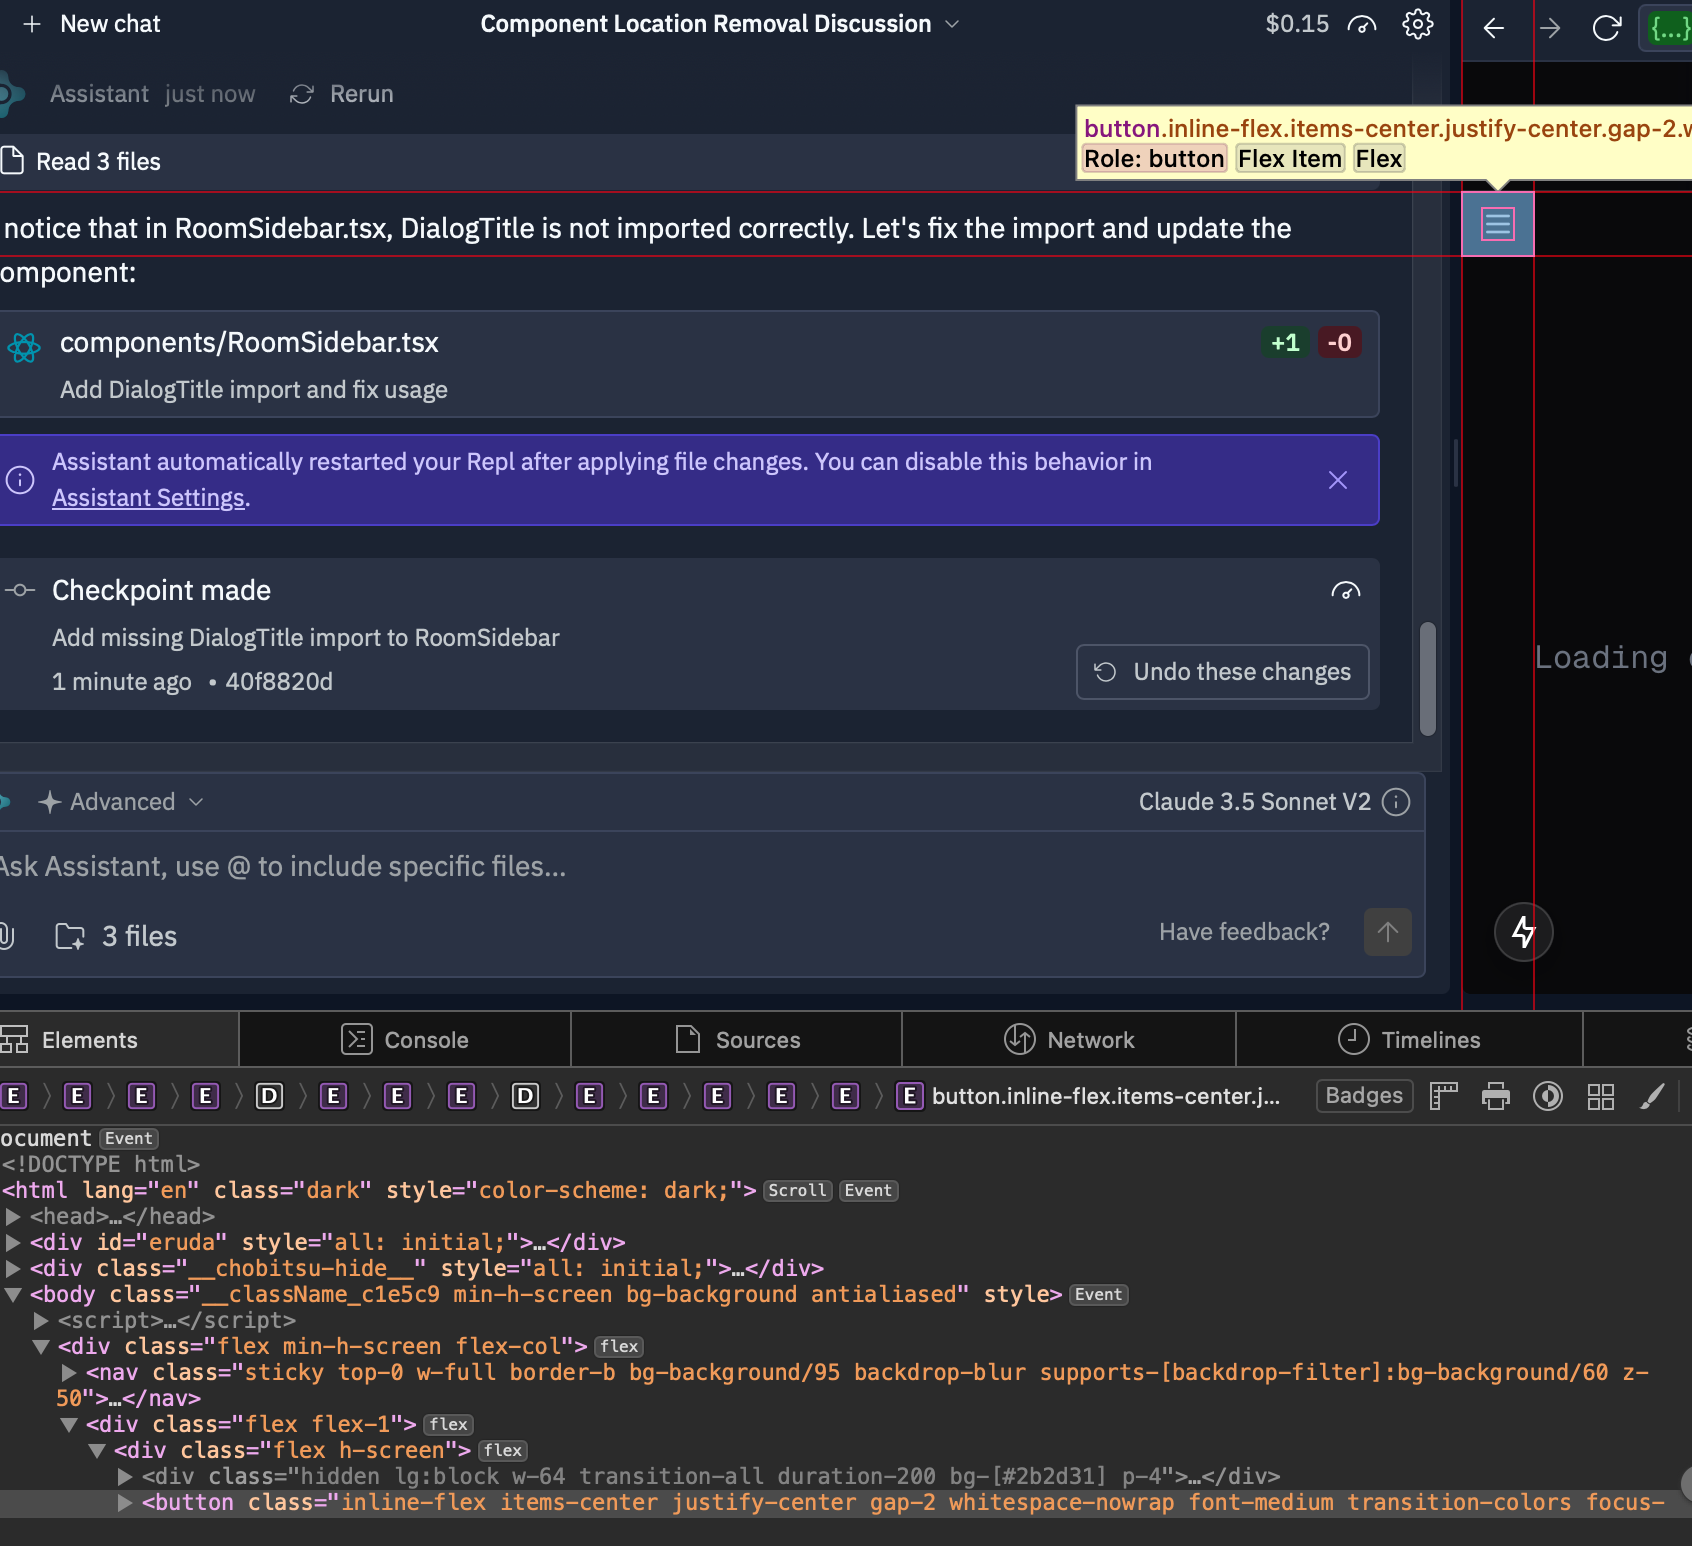 New chat
Component Location Removal Discussion
$0.15
{...}
Assistant just now Rerun
button.inline-flex.items-center.justify-center.gap-2.w
Role: button Flex Item Flex
Read 3 files
notice that in RoomSidebar.tsx, DialogTitle is not imported correctly. Let's fix the import and update the
omponent:
components/RoomSidebar.tsx
+1 -0
Add DialogTitle import and fix usage
Assistant automatically restarted your Repl after applying file changes. You can disable this behavior in
Assistant Settings.
Checkpoint made
Add missing DialogTitle import to RoomSidebar
1 minute ago • 40f8820d
Undo these changes
Loading
Advanced
Claude 3.5 Sonnet V2
Ask Assistant, use @ to include specific files...
3 files
Have feedback?
Elements Console Sources Network Timelines
E E E E D E E E D E E E E E E button.inline-flex.items-center.j... Badges
ocument Event
<!DOCTYPE html>
<html lang="en" class="dark" style="color-scheme: dark;"> Scroll Event
<head>…</head>
<div id="eruda" style="all: initial;">…</div>
<div class="__chobitsu-hide__" style="all: initial;">…</div>
<body class="__className_c1e5c9 min-h-screen bg-background antialiased" style> Event
<script>…</script>
<div class="flex min-h-screen flex-col"> flex
<nav class="sticky top-0 w-full border-b bg-background/95 backdrop-blur supports-[backdrop-filter]:bg-background/60 z-
50">…</nav>
<div class="flex flex-1"> flex
<div class="flex h-screen"> flex
<div class="hidden lg:block w-64 transition-all duration-200 bg-[#2b2d31] p-4">…</div>
<button class="inline-flex items-center justify-center gap-2 whitespace-nowrap font-medium transition-colors focus-